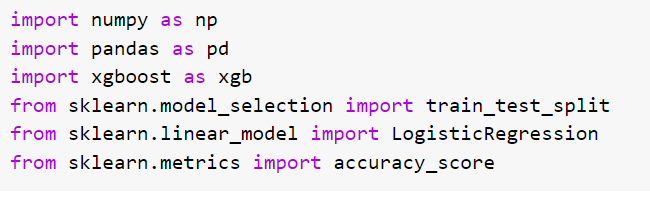 import numpy as np
import pandas as pd
import xgboost as xgb
from sklearn.model_selection import train_test_split
from sklearn.linear_model import LogisticRegression
from sklearn.metrics import accuracy_score